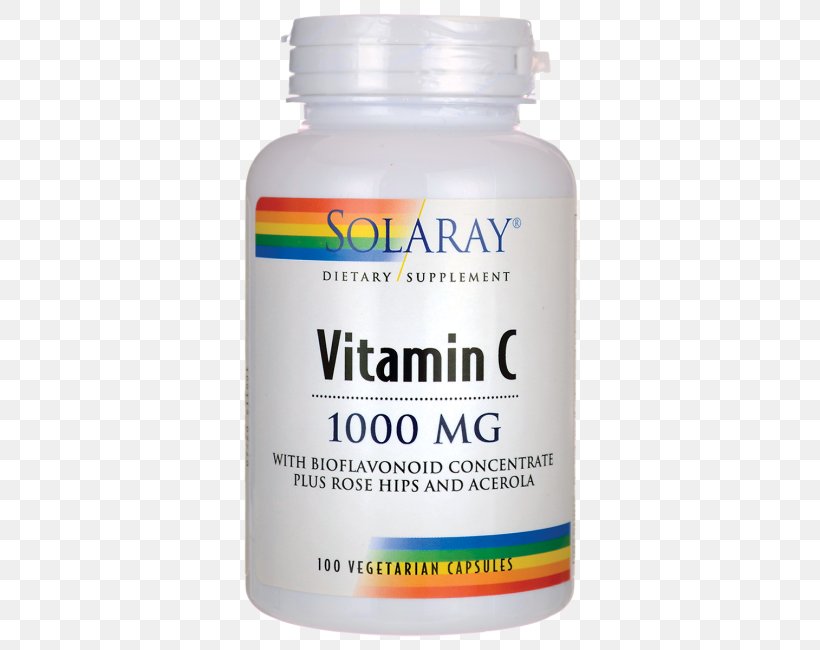 SOLARAY®
DIETARY SUPPLEMENT
Vitamin C
1000 MG
WITH BIOFLAVONOID CONCENTRATE
PLUS ROSE HIPS AND ACEROLA
100 VEGETARIAN CAPSULES